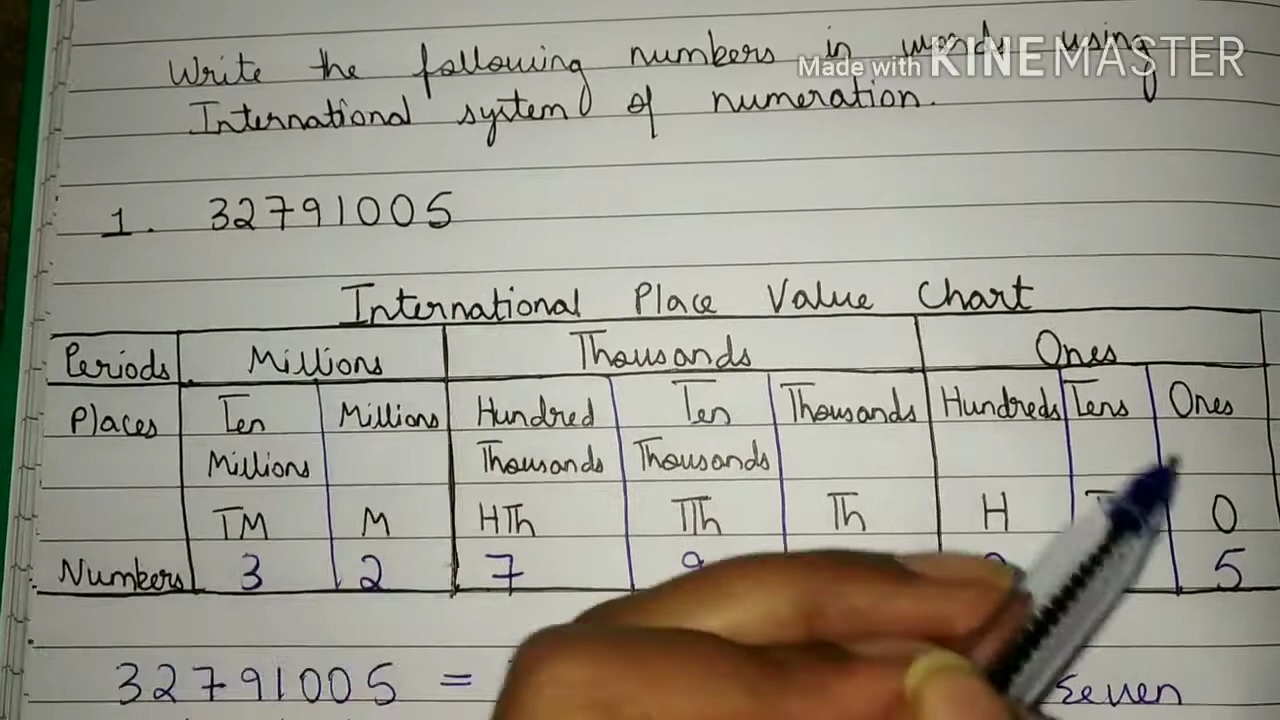 Write the following numbers in words using
Made with KINEMASTER
International system of numeration.
1. 32791005
International Place Value Chart
Periods Millions Thousands Ones
Places Ten Millions Hundred Ten Thousands Hundreds Tens Ones
Millions Thousands Thousands
TM M HTh TTh Th H O
Numbers 3 2 7 5
32791005 = Seven